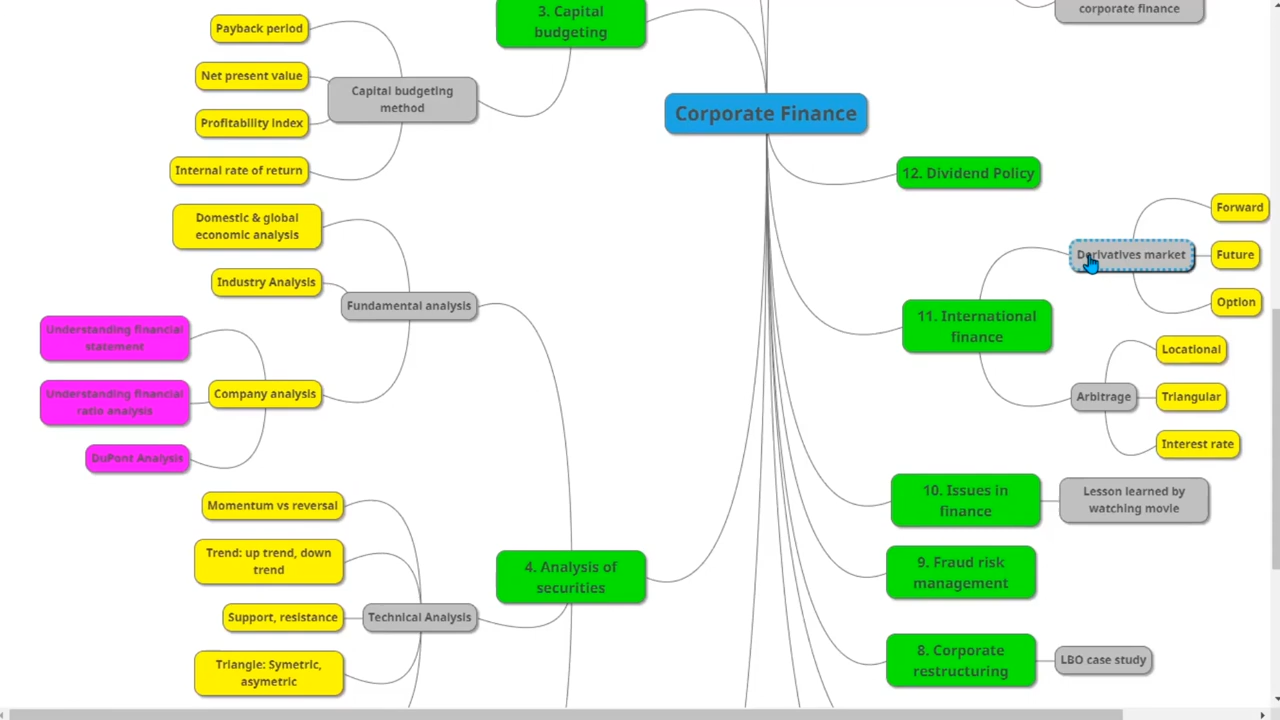 corporate finance
3. Capital
budgeting
Payback period
Net present value
Capital budgeting
method
Profitability index
Internal rate of return
Corporate Finance
12. Dividend Policy
Domestic & global
economic analysis
Industry Analysis
Fundamental analysis
Understanding financial
statement
Understanding financial
ratio analysis
Company analysis
DuPont Analysis
Forward
Derivatives market
Future
Option
11. International
finance
Locational
Arbitrage
Triangular
Interest rate
Momentum vs reversal
Trend: up trend, down
trend
Support, resistance
Technical Analysis
Triangle: Symetric,
asymetric
4. Analysis of
securities
10. Issues in
finance
Lesson learned by
watching movie
9. Fraud risk
management
8. Corporate
restructuring
LBO case study